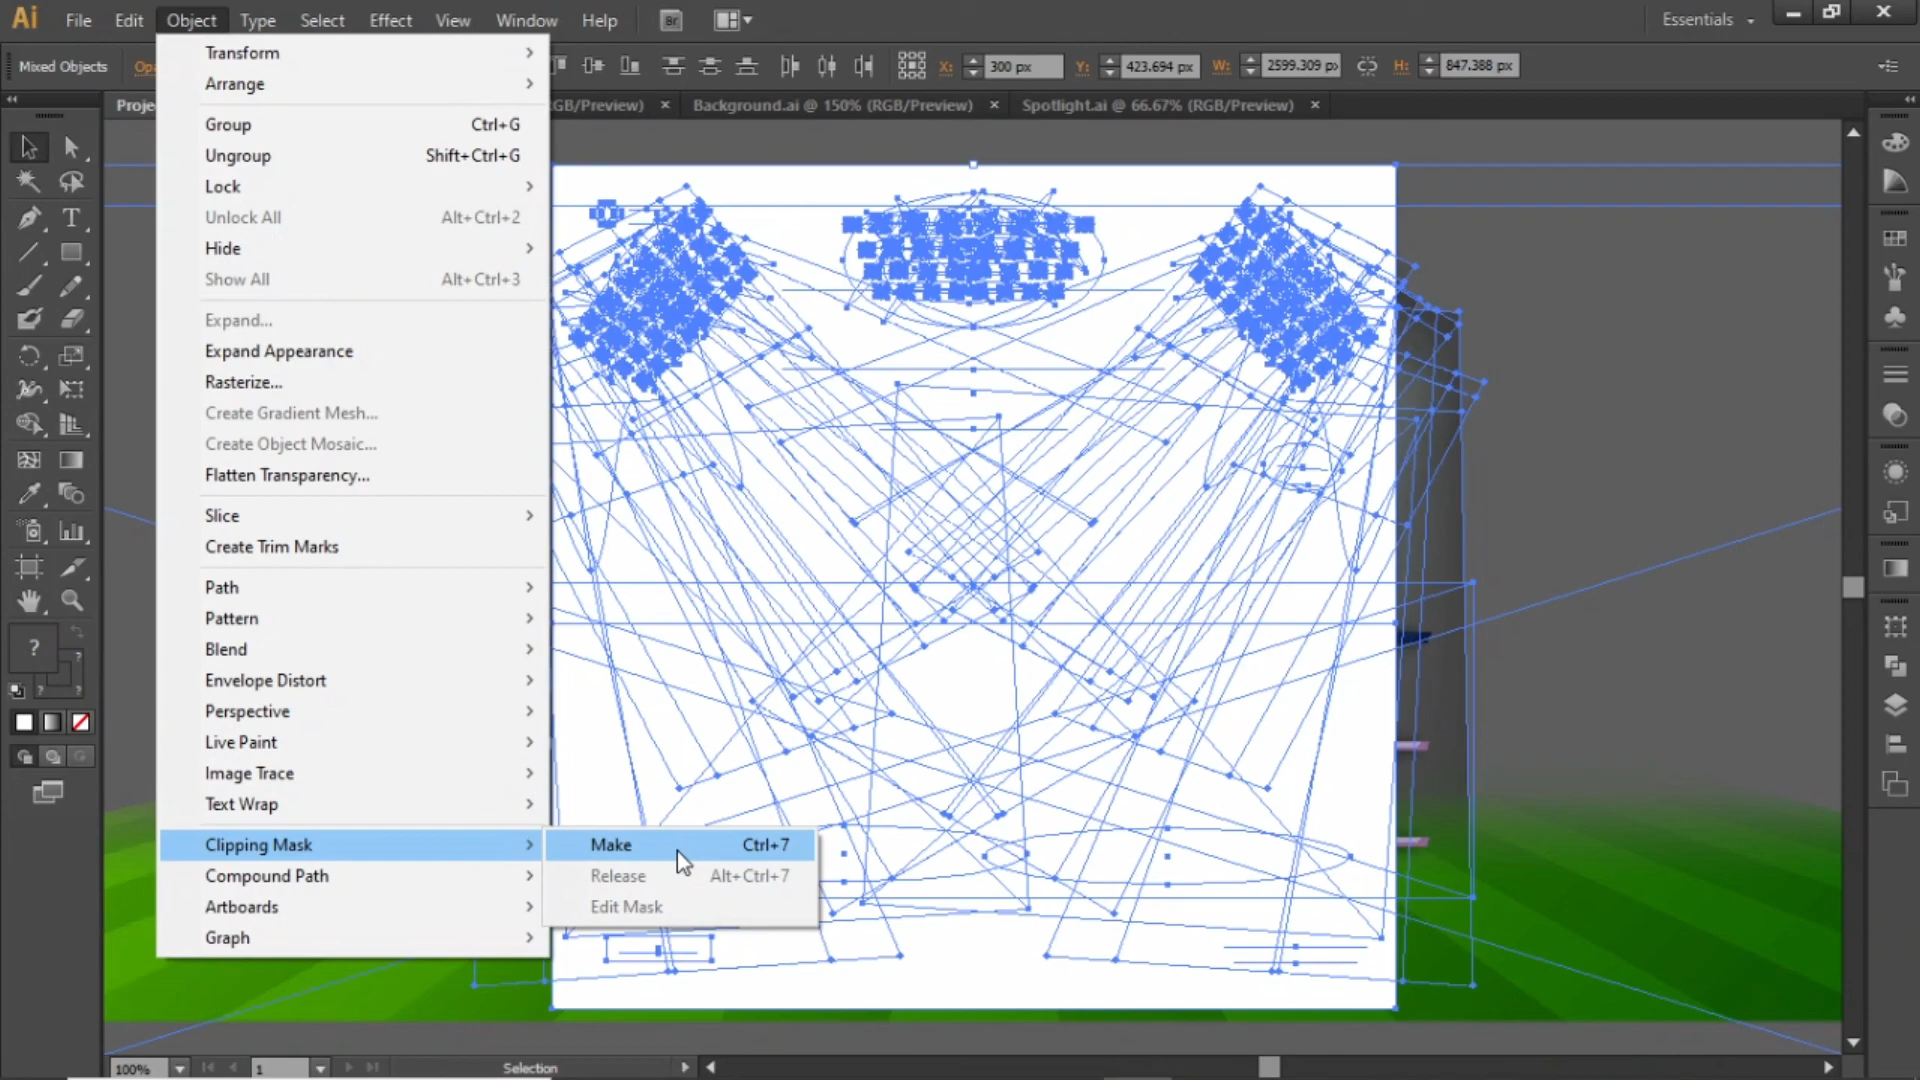 Ai File Edit Object Type Select Effect View Window Help Br Essentials
Mixed Objects X: 300 px Y: 423.694 px W: 2599.309 px H: 847.388 px
Background.ai @ 150% (RGB/Preview) × Spotlight.ai @ 66.67% (RGB/Preview) ×
Transform
Arrange
Group Ctrl+G
Ungroup Shift+Ctrl+G
Lock
Unlock All Alt+Ctrl+2
Hide
Show All Alt+Ctrl+3
Expand...
Expand Appearance
Rasterize...
Create Gradient Mesh...
Create Object Mosaic...
Flatten Transparency...
Slice
Create Trim Marks
Path
Pattern
Blend
Envelope Distort
Perspective
Live Paint
Image Trace
Text Wrap
Clipping Mask
Make Ctrl+7
Compound Path
Release Alt+Ctrl+7
Artboards
Edit Mask
Graph
100% 1 Selection